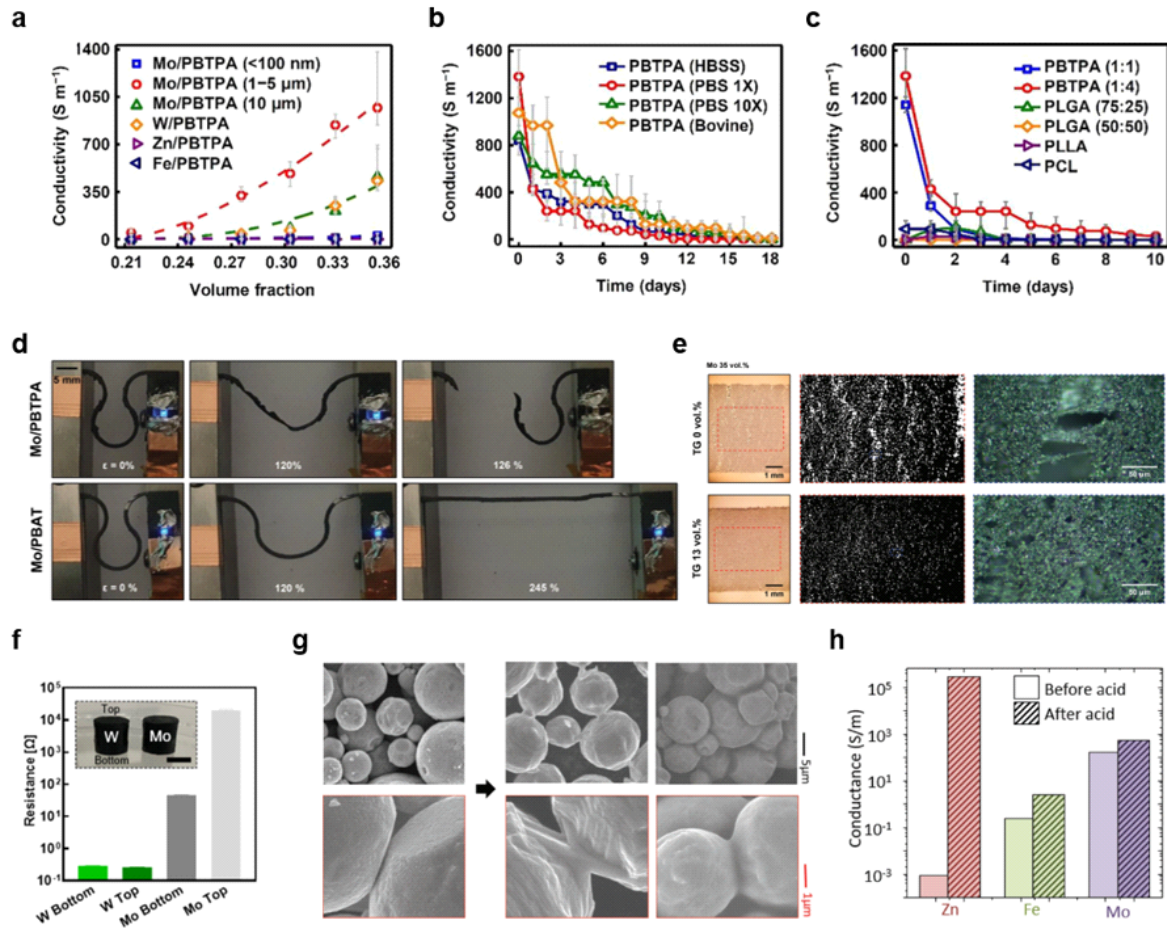 a
1400
1050
700
350
0
Conductivity (S m⁻¹)
Mo/PBTPA (<100 nm)
Mo/PBTPA (1–5 µm)
Mo/PBTPA (10 µm)
W/PBTPA
Zn/PBTPA
Fe/PBTPA
0.21 0.24 0.27 0.30 0.33 0.36
Volume fraction
b
1600
1200
800
400
0
Conductivity (S m⁻¹)
PBTPA (HBSS)
PBTPA (PBS 1X)
PBTPA (PBS 10X)
PBTPA (Bovine)
0 3 6 9 12 15 18
Time (days)
c
1600
1200
800
400
0
Conductivity (S m⁻¹)
PBTPA (1:1)
PBTPA (1:4)
PLGA (75:25)
PLGA (50:50)
PLLA
PCL
0 2 4 6 8 10
Time (days)
d
Mo/PBTPA
5 mm
ε = 0%
120%
126 %
Mo/PBAT
ε = 0%
120 %
245 %
e
Mo 35 vol.%
TG 0 vol.%
1 mm
50 µm
TG 13 vol.%
1 mm
50 µm
f
10⁵
10⁴
10³
10²
10¹
10⁰
10⁻¹
Resistance [Ω]
Top
W Mo
Bottom
W Bottom
W Top
Mo Bottom
Mo Top
g
5µm
1µm
h
10⁵
10³
10¹
10⁻¹
10⁻³
Conductance (S/m)
Before acid
After acid
Zn Fe Mo